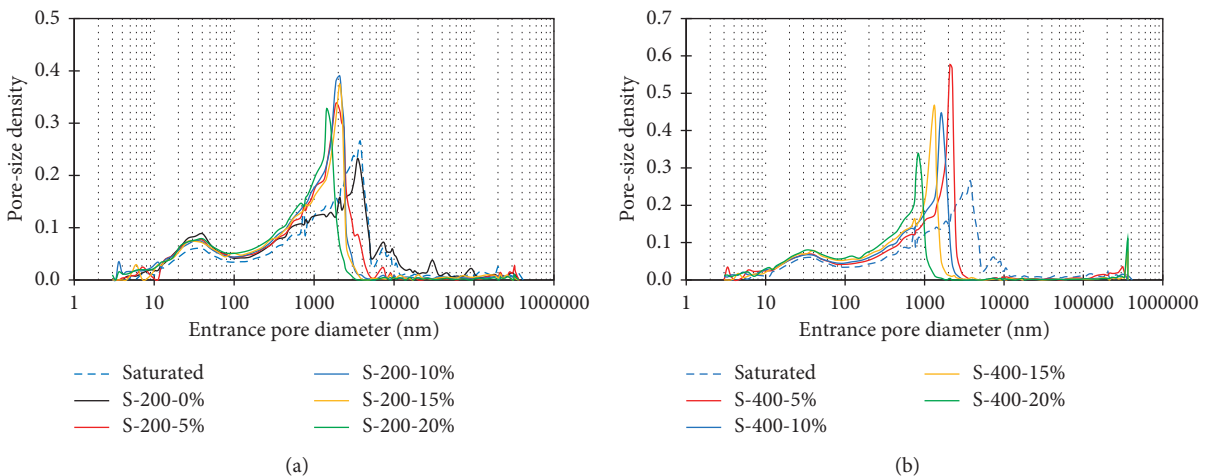 (a)
0.5
0.4
0.3
0.2
0.1
0.0
Pore-size density
1 10 100 1000 10000 100000 1000000
Entrance pore diameter (nm)
Saturated
S-200-0%
S-200-5%
S-200-10%
S-200-15%
S-200-20%
(a)
(b)
0.7
0.6
0.5
0.4
0.3
0.2
0.1
0.0
Pore-size density
1 10 100 1000 10000 100000 1000000
Entrance pore diameter (nm)
Saturated
S-400-5%
S-400-10%
S-400-15%
S-400-20%
(b)